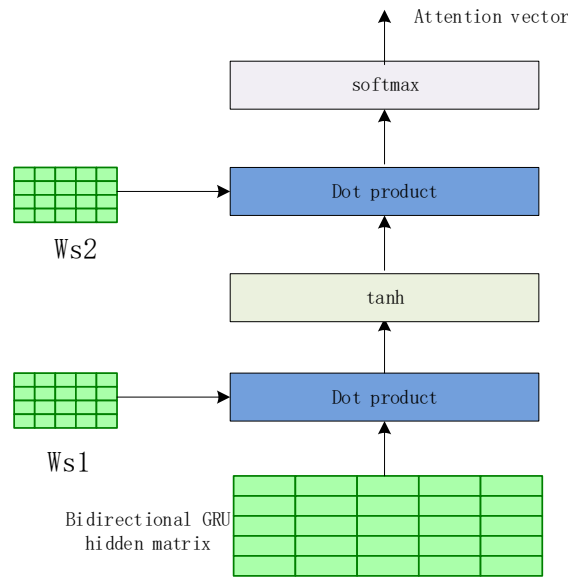 Attention vector
softmax
Dot product
Ws2
tanh
Dot product
Ws1
Bidirectional GRU
hidden matrix